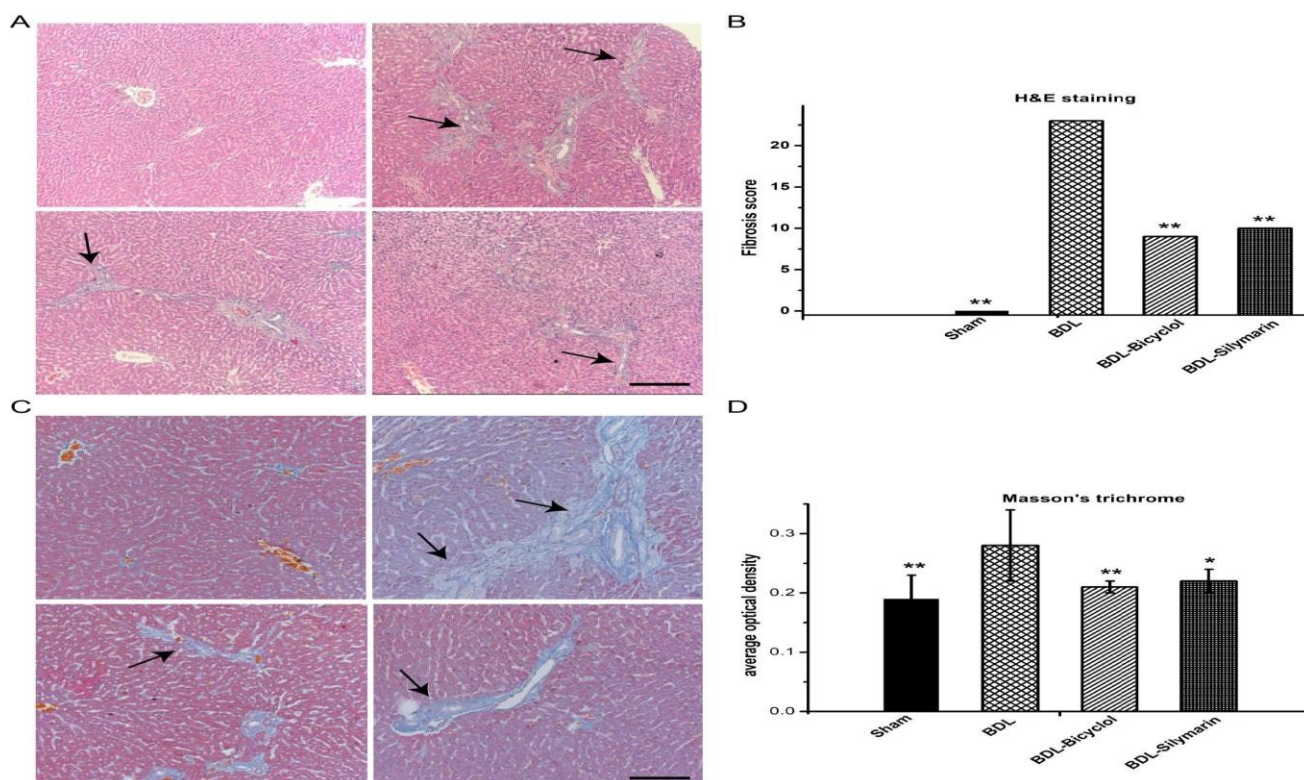 A
B
H&E staining
Fibrosis score
20
15
10
5
0
**
**
**
Sham
BDL
BDL-Bicyclol
BDL-Silymarin
C
D
Masson's trichrome
average optical density
0.3
0.2
0.1
0.0
**
**
*
Sham
BDL
BDL-Bicyclol
BDL-Silymarin